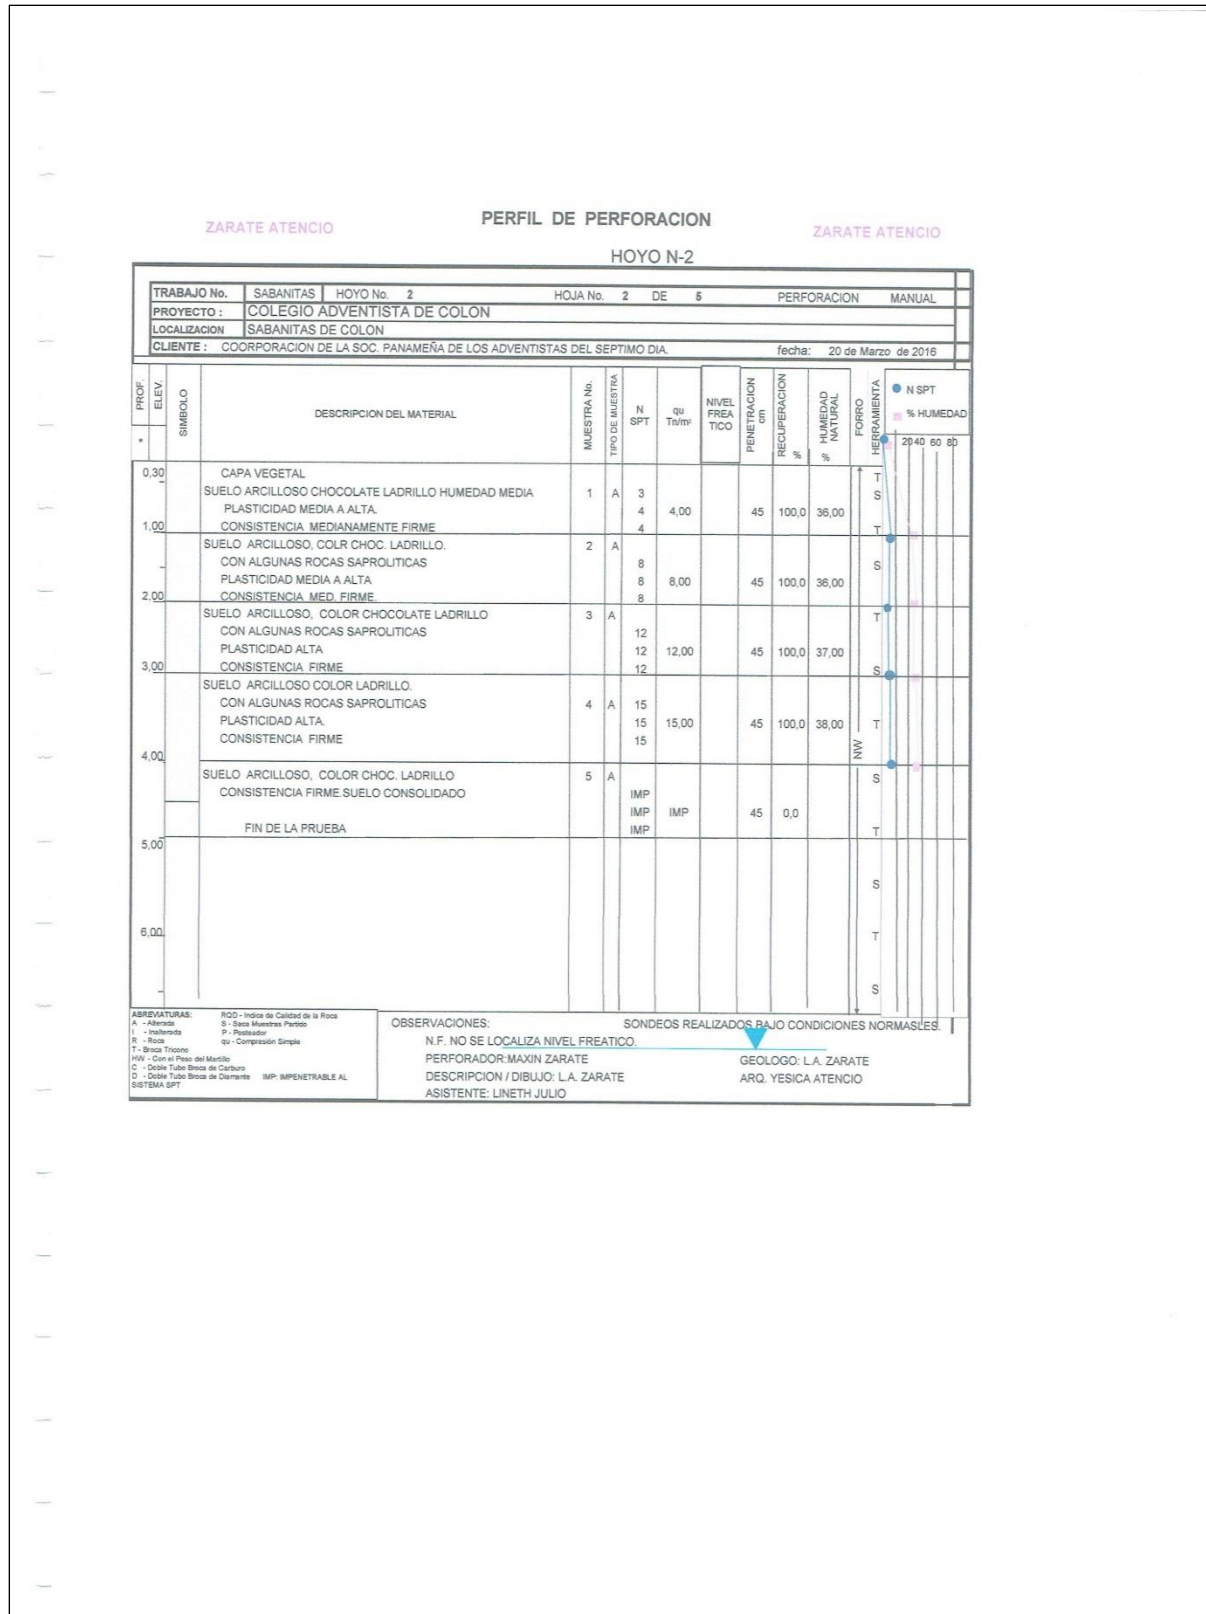 ZARATE ATENCIO
PERFIL DE PERFORACION
ZARATE ATENCIO
HOYO N-2
TRABAJO No. SABANITAS HOYO No. 2 HOJA No. 2 DE 5 PERFORACION MANUAL
PROYECTO : COLEGIO ADVENTISTA DE COLON
LOCALIZACION SABANITAS DE COLON
CLIENTE : COORPORACION DE LA SOC. PANAMEÑA DE LOS ADVENTISTAS DEL SEPTIMO DIA. fecha: 20 de Marzo de 2016
PROF. ELEV. SIMBOLO DESCRIPCION DEL MATERIAL MUESTRA No. TIPO DE MUESTRA N SPT qu Tn/m² NIVEL FREA TICO PENETRACION cm RECUPERACION % HUMEDAD NATURAL % FORRO HERRAMIENTA N SPT
% HUMEDAD
20 40 60 80
0,30 CAPA VEGETAL T
SUELO ARCILLOSO CHOCOLATE LADRILLO HUMEDAD MEDIA 1 A 3 S
PLASTICIDAD MEDIA A ALTA. 4 4,00 45 100,0 36,00
1,00 CONSISTENCIA MEDIANAMENTE FIRME 4 T
SUELO ARCILLOSO, COLR CHOC. LADRILLO. 2 A
CON ALGUNAS ROCAS SAPROLITICAS 8 S
PLASTICIDAD MEDIA A ALTA 8 8,00 45 100,0 36,00
2,00 CONSISTENCIA MED. FIRME. 8
SUELO ARCILLOSO, COLOR CHOCOLATE LADRILLO 3 A T
CON ALGUNAS ROCAS SAPROLITICAS 12
PLASTICIDAD ALTA 12 12,00 45 100,0 37,00
3,00 CONSISTENCIA FIRME 12 S
SUELO ARCILLOSO COLOR LADRILLO.
CON ALGUNAS ROCAS SAPROLITICAS 4 A 15
PLASTICIDAD ALTA. 15 15,00 45 100,0 38,00 T
CONSISTENCIA FIRME 15
4,00 NW
SUELO ARCILLOSO, COLOR CHOC. LADRILLO 5 A S
CONSISTENCIA FIRME.SUELO CONSOLIDADO IMP
IMP IMP 45 0,0
FIN DE LA PRUEBA IMP T
5,00
S
6,00 T
S
ABREVIATURAS: RQD - Indice de Calidad de la Roca
A - Alterada S - Saca Muestras Partido
I - Inalterada P - Posteador
R - Roca qu - Compresión Simple
T - Broca Tricono
HW - Con el Peso del Martillo
C - Doble Tubo Broca de Carburo
D - Doble Tubo Broca de Diamante IMP: IMPENETRABLE AL
SISTEMA SPT
OBSERVACIONES: SONDEOS REALIZADOS BAJO CONDICIONES NORMASLES.
N.F. NO SE LOCALIZA NIVEL FREATICO.
PERFORADOR:MAXIN ZARATE GEOLOGO: L.A. ZARATE
DESCRIPCION / DIBUJO: L.A. ZARATE ARQ. YESICA ATENCIO
ASISTENTE: LINETH JULIO